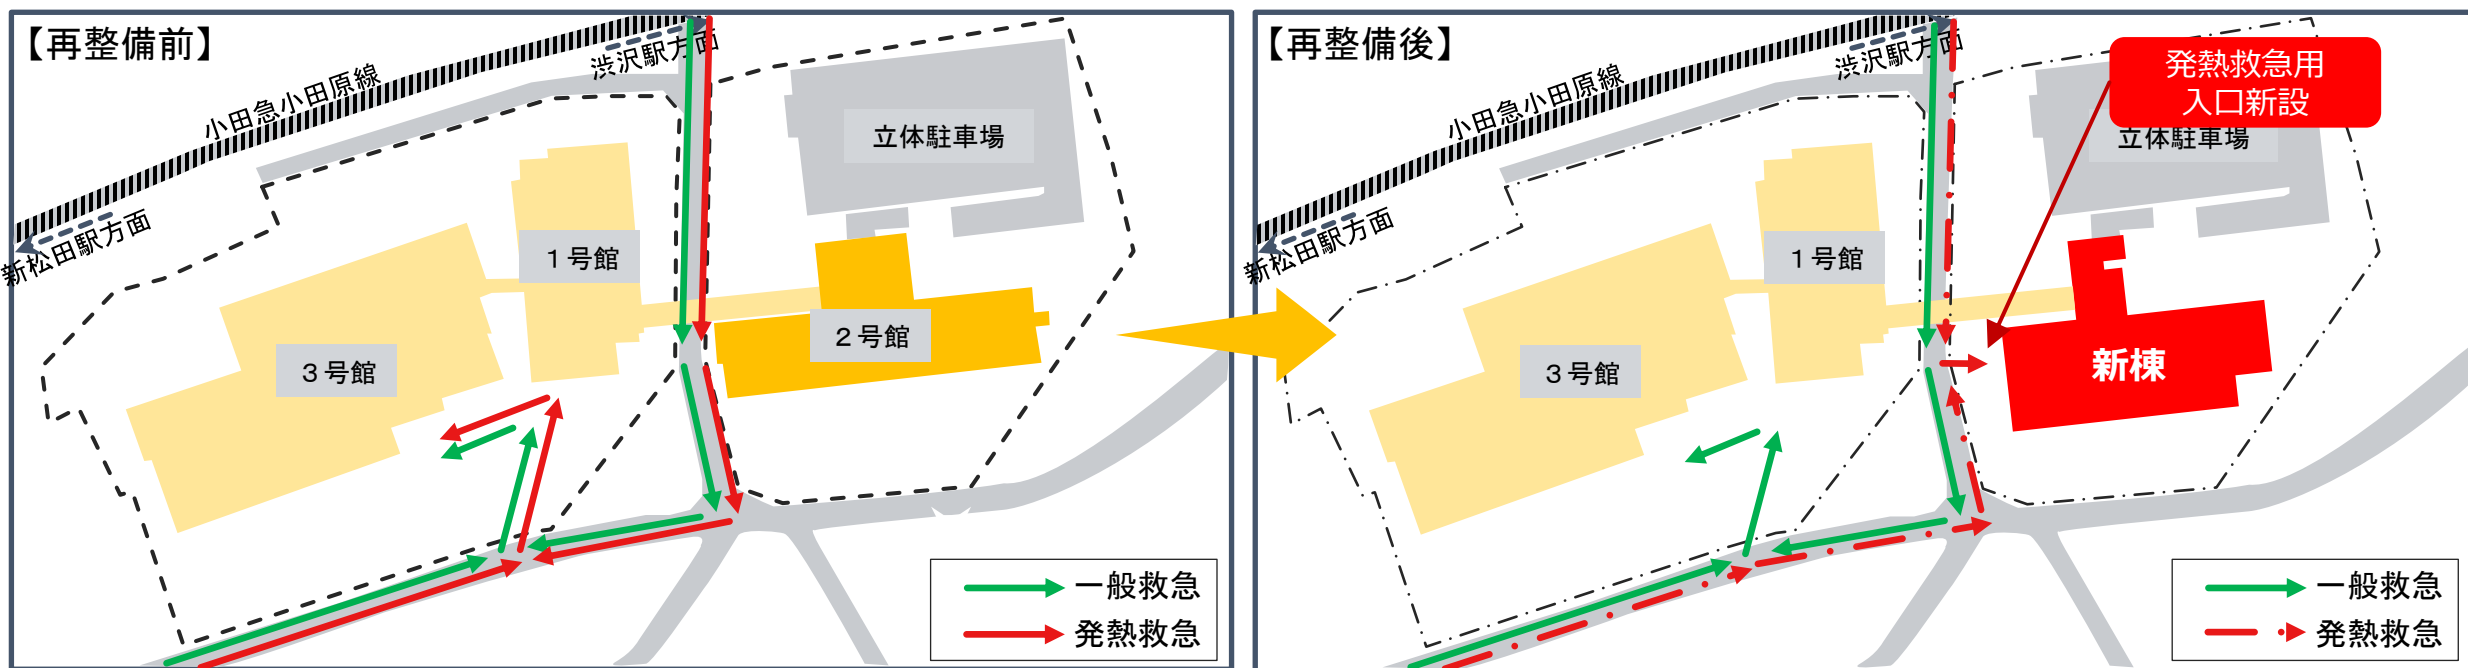 【再整備前】
渋沢駅方面
小田急小田原線
新松田駅方面
立体駐車場
１号館
２号館
３号館
一般救急
発熱救急
【再整備後】
渋沢駅方面
小田急小田原線
新松田駅方面
発熱救急用
入口新設
立体駐車場
１号館
新棟
３号館
一般救急
発熱救急